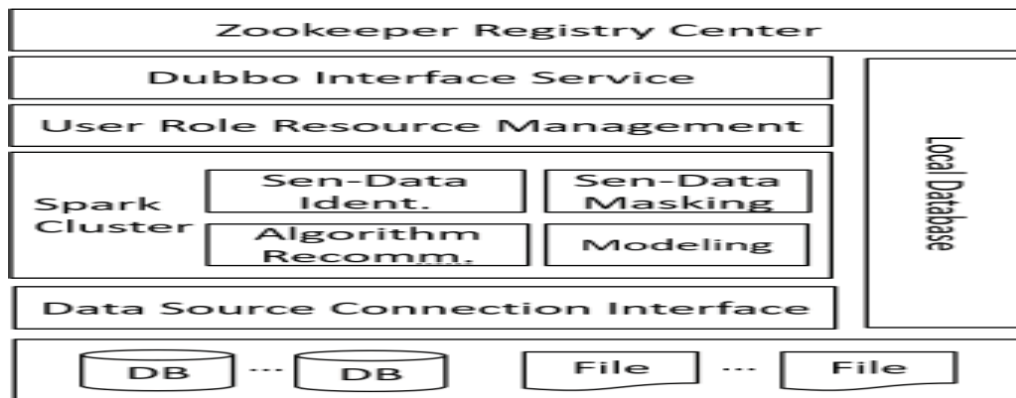 Zookeeper Registry Center
Dubbo Interface Service
User Role Resource Management
Spark
Cluster
Sen-Data
Ident.
Sen-Data
Masking
Algorithm
Recomm.
Modeling
Data Source Connection Interface
Local Database
DB ... DB File ... File